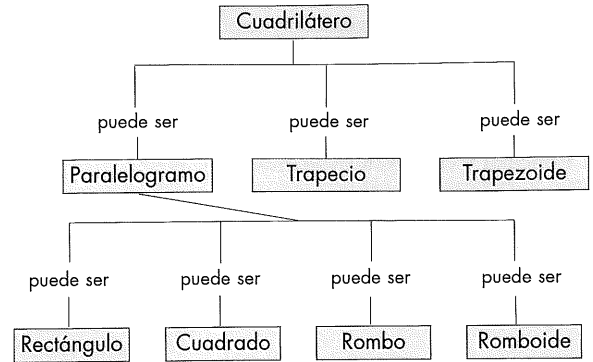 Cuadrilátero
puede ser puede ser puede ser
Paralelogramo Trapecio Trapezoide
puede ser puede ser puede ser puede ser
Rectángulo Cuadrado Rombo Romboide